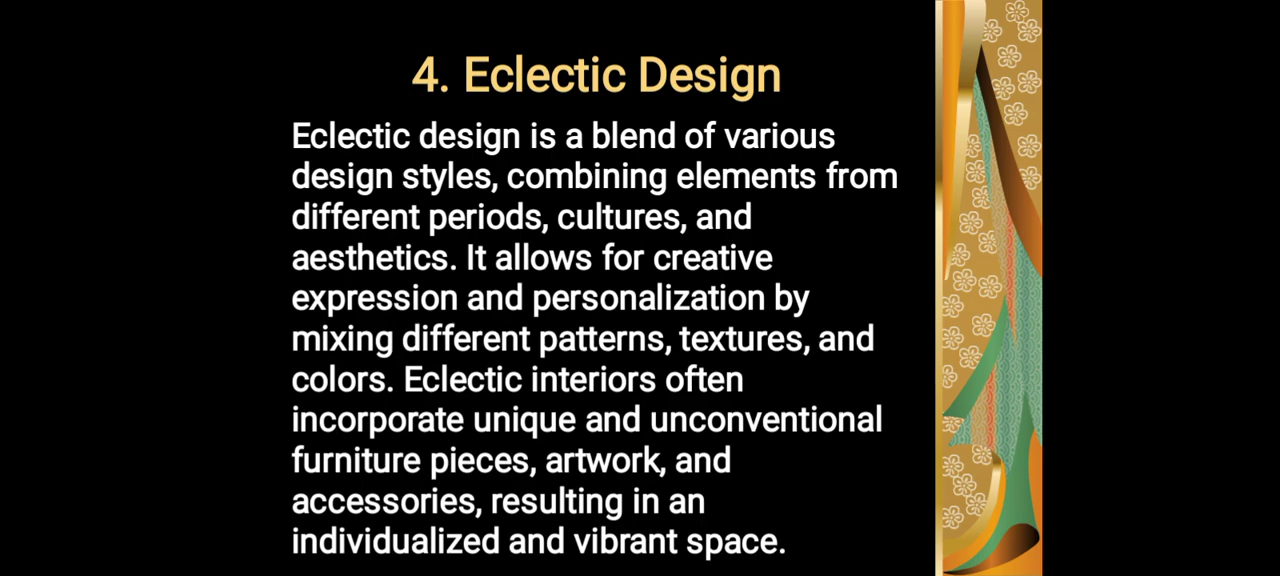 4. Eclectic Design
Eclectic design is a blend of various
design styles, combining elements from
different periods, cultures, and
aesthetics. It allows for creative
expression and personalization by
mixing different patterns, textures, and
colors. Eclectic interiors often
incorporate unique and unconventional
furniture pieces, artwork, and
accessories, resulting in an
individualized and vibrant space.